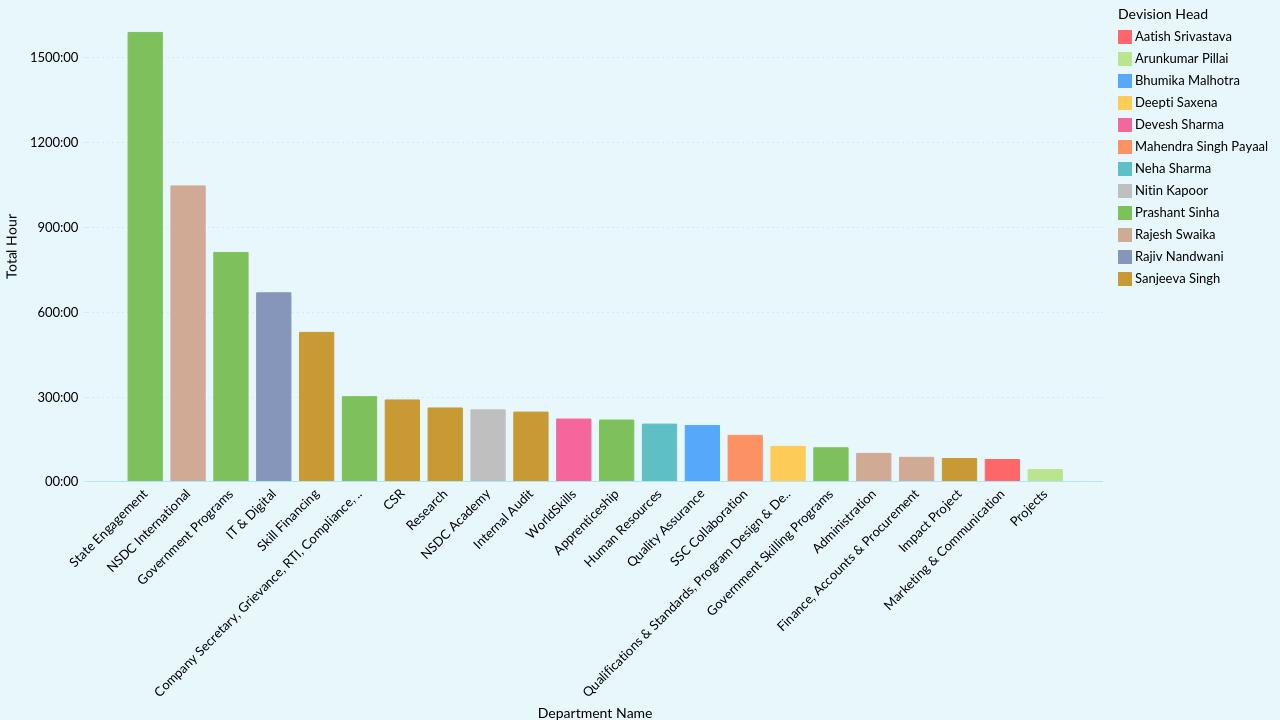 Devision Head
Aatish Srivastava
Arunkumar Pillai
Bhumika Malhotra
Deepti Saxena
Devesh Sharma
Mahendra Singh Payaal
Neha Sharma
Nitin Kapoor
Prashant Sinha
Rajesh Swaika
Rajiv Nandwani
Sanjeeva Singh
Total Hour
1500:00
1200:00
900:00
600:00
300:00
00:00
State Engagement
NSDC International
Government Programs
IT & Digital
Skill Financing
Company Secretary, Grievance, RTI, Compliance...
CSR
Research
NSDC Academy
Internal Audit
WorldSkills
Apprenticeship
Human Resources
Quality Assurance
SSC Collaboration
Qualifications & Standards, Program Design & De..
Government Skilling Programs
Administration
Finance, Accounts & Procurement
Impact Project
Marketing & Communication
Projects
Department Name